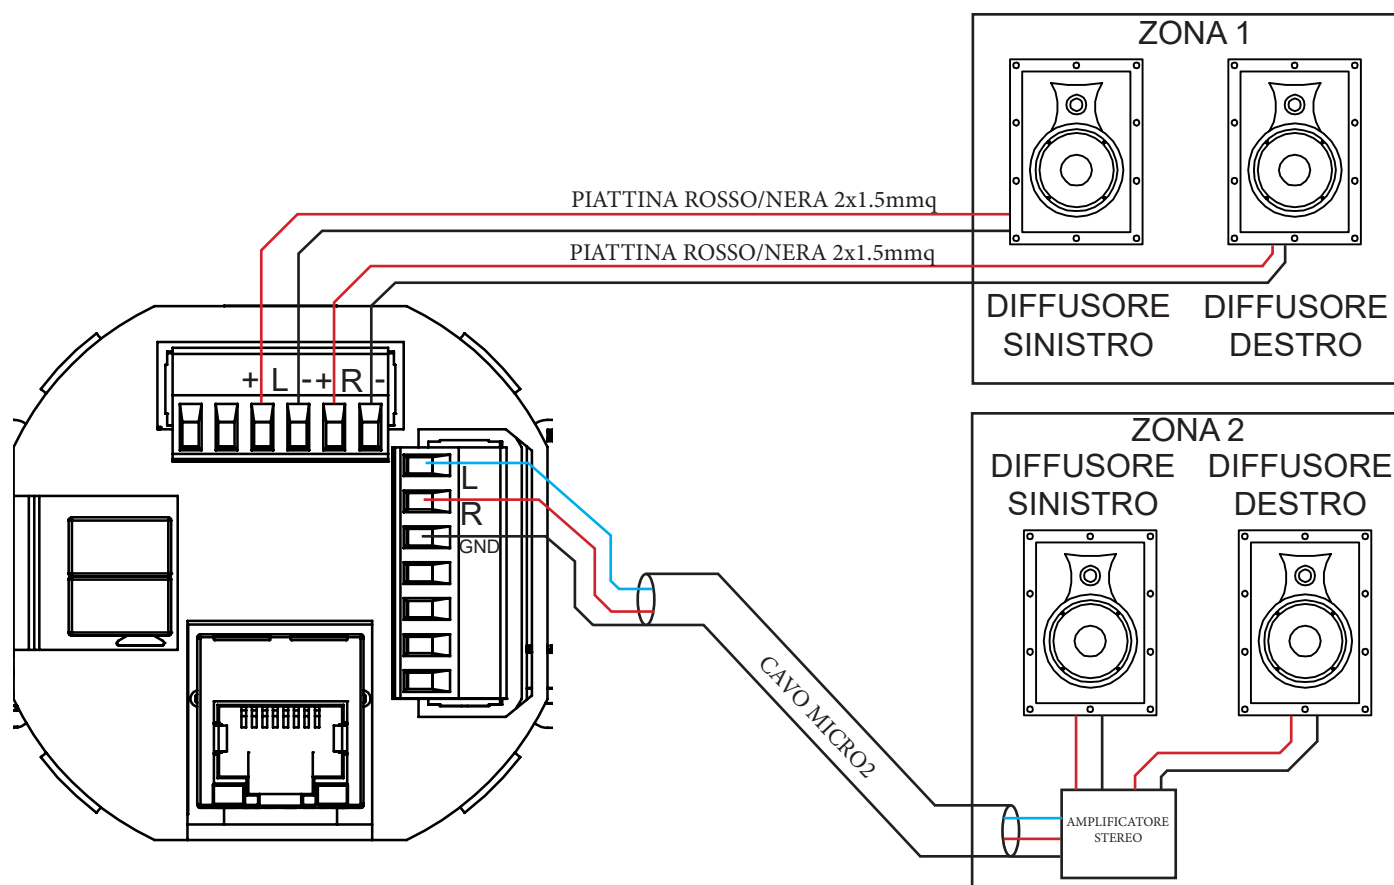 ZONA 1
PIATTINA ROSSO/NERA 2x1.5mmq
PIATTINA ROSSO/NERA 2x1.5mmq
DIFFUSORE
SINISTRO
DIFFUSORE
DESTRO
+ L -+ R -
ZONA 2
DIFFUSORE
SINISTRO
DIFFUSORE
DESTRO
L
R
GND
CAVO MICRO2
AMPLIFICATORE
STEREO